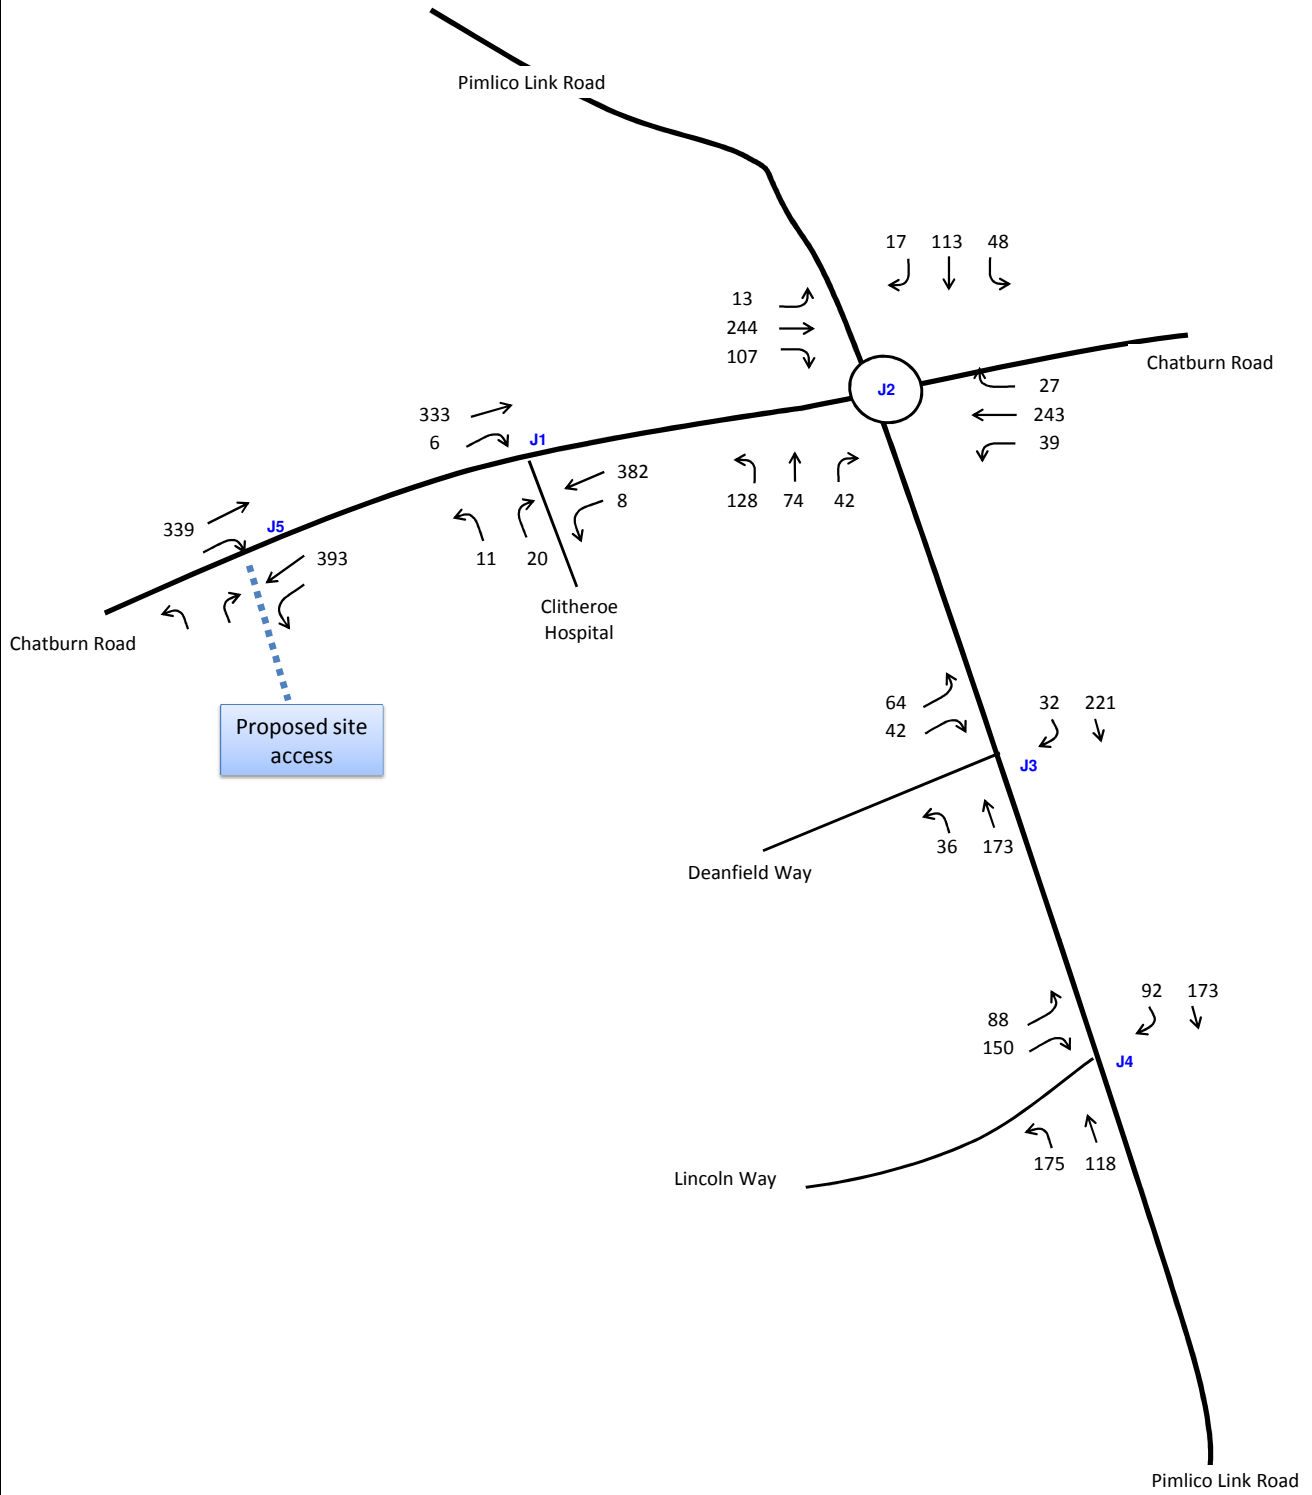 Pimlico Link Road
17 113 48
13
244
107
Chatburn Road
J2
27
243
39
333
6
J1
382
8
128 74 42
339
J5
393
11 20
Clitheroe
Hospital
Chatburn Road
Proposed site
access
64
42
32 221
J3
36 173
Deanfield Way
88
150
92 173
J4
175 118
Lincoln Way
Pimlico Link Road